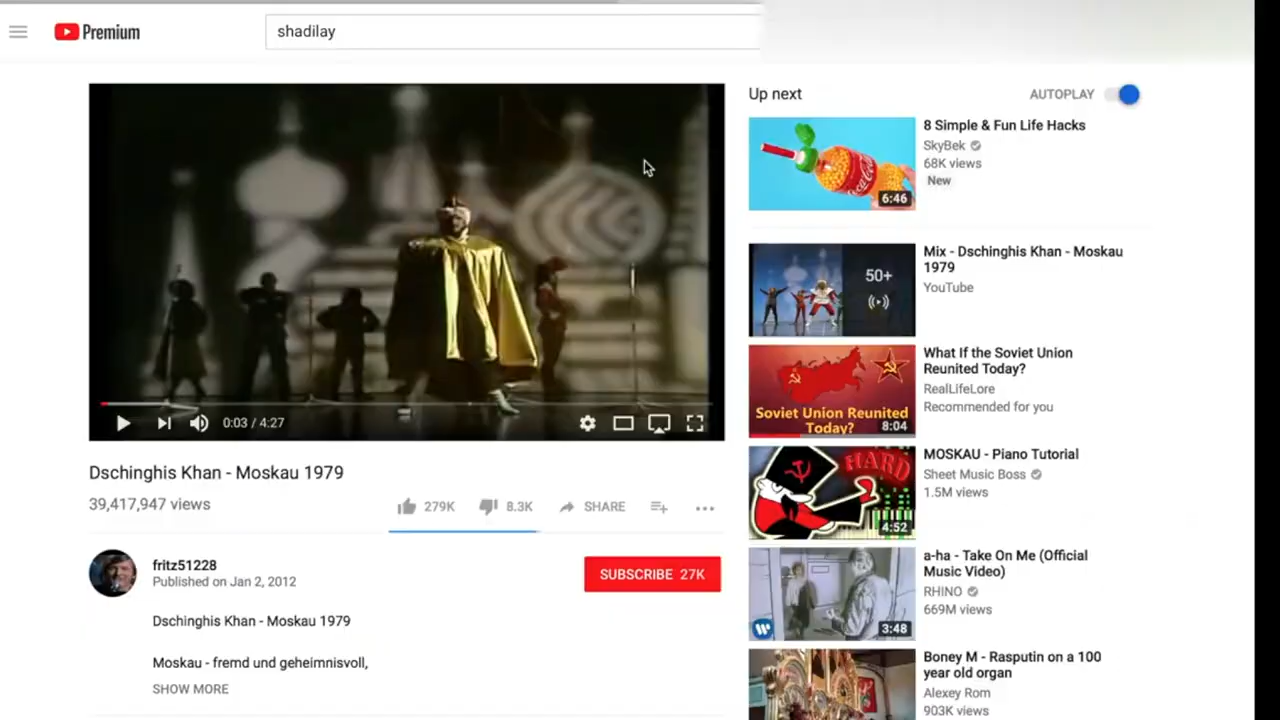 Premium
shadilay
0:03 / 4:27
Dschinghis Khan - Moskau 1979
39,417,947 views
279K
8.3K
SHARE
fritz51228
Published on Jan 2, 2012
SUBSCRIBE 27K
Dschinghis Khan - Moskau 1979
Moskau - fremd und geheimnisvoll,
SHOW MORE
Up next
AUTOPLAY
Coca-Cola
6:46
8 Simple & Fun Life Hacks
SkyBek
68K views
New
50+
Mix - Dschinghis Khan - Moskau
1979
YouTube
Soviet Union Reunited
Today?
8:04
What If the Soviet Union
Reunited Today?
RealLifeLore
Recommended for you
HARD
4:52
MOSKAU - Piano Tutorial
Sheet Music Boss
1.5M views
3:48
a-ha - Take On Me (Official
Music Video)
RHINO
669M views
Boney M - Rasputin on a 100
year old organ
Alexey Rom
903K views